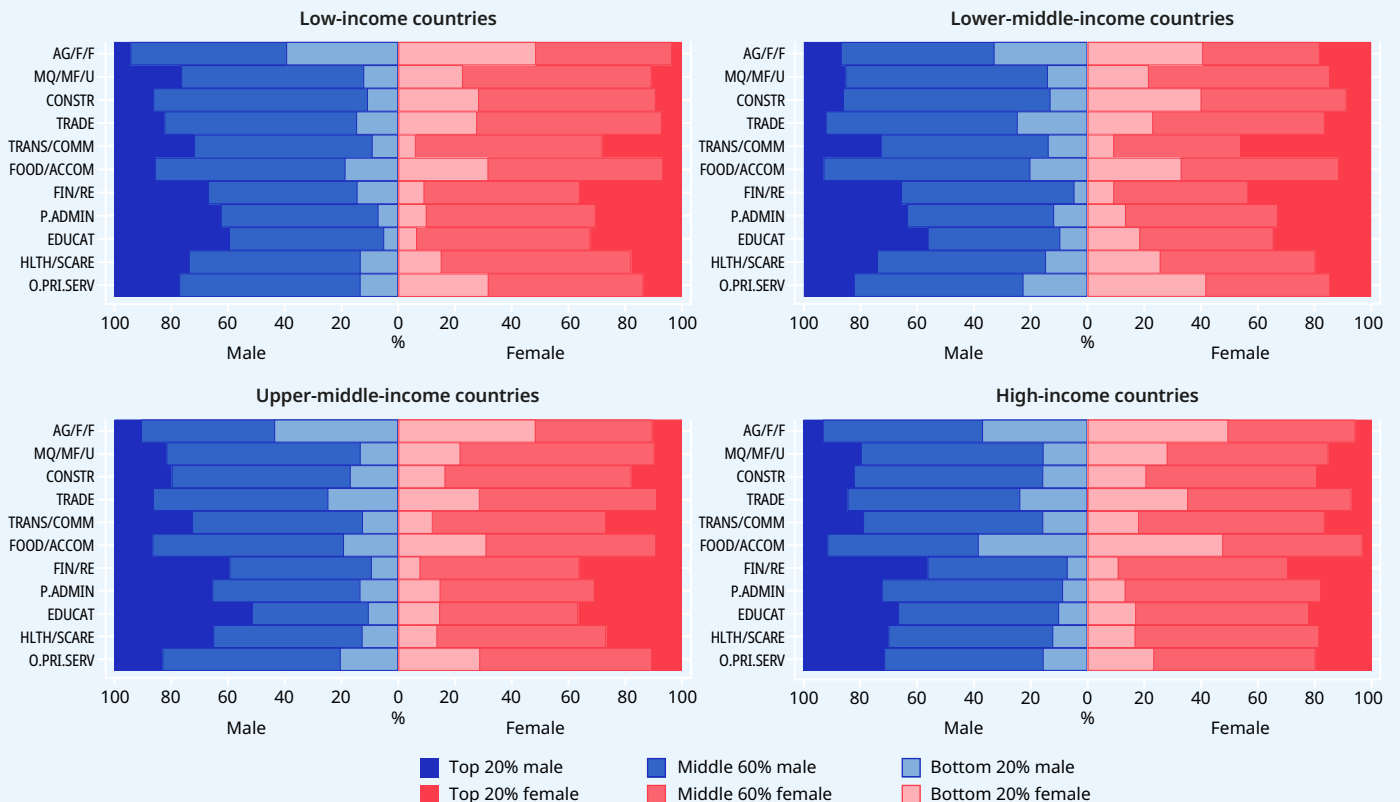 Low-income countries
AG/F/F
MQ/MF/U
CONSTR
TRADE
TRANS/COMM
FOOD/ACCOM
FIN/RE
P.ADMIN
EDUCAT
HLTH/SCARE
O.PRI.SERV
100 80 60 40 20 0 20 40 60 80 100
%
Male Female
Lower-middle-income countries
AG/F/F
MQ/MF/U
CONSTR
TRADE
TRANS/COMM
FOOD/ACCOM
FIN/RE
P.ADMIN
EDUCAT
HLTH/SCARE
O.PRI.SERV
100 80 60 40 20 0 20 40 60 80 100
%
Male Female
Upper-middle-income countries
AG/F/F
MQ/MF/U
CONSTR
TRADE
TRANS/COMM
FOOD/ACCOM
FIN/RE
P.ADMIN
EDUCAT
HLTH/SCARE
O.PRI.SERV
100 80 60 40 20 0 20 40 60 80 100
%
Male Female
High-income countries
AG/F/F
MQ/MF/U
CONSTR
TRADE
TRANS/COMM
FOOD/ACCOM
FIN/RE
P.ADMIN
EDUCAT
HLTH/SCARE
O.PRI.SERV
100 80 60 40 20 0 20 40 60 80 100
%
Male Female
Top 20% male Middle 60% male Bottom 20% male
Top 20% female Middle 60% female Bottom 20% female